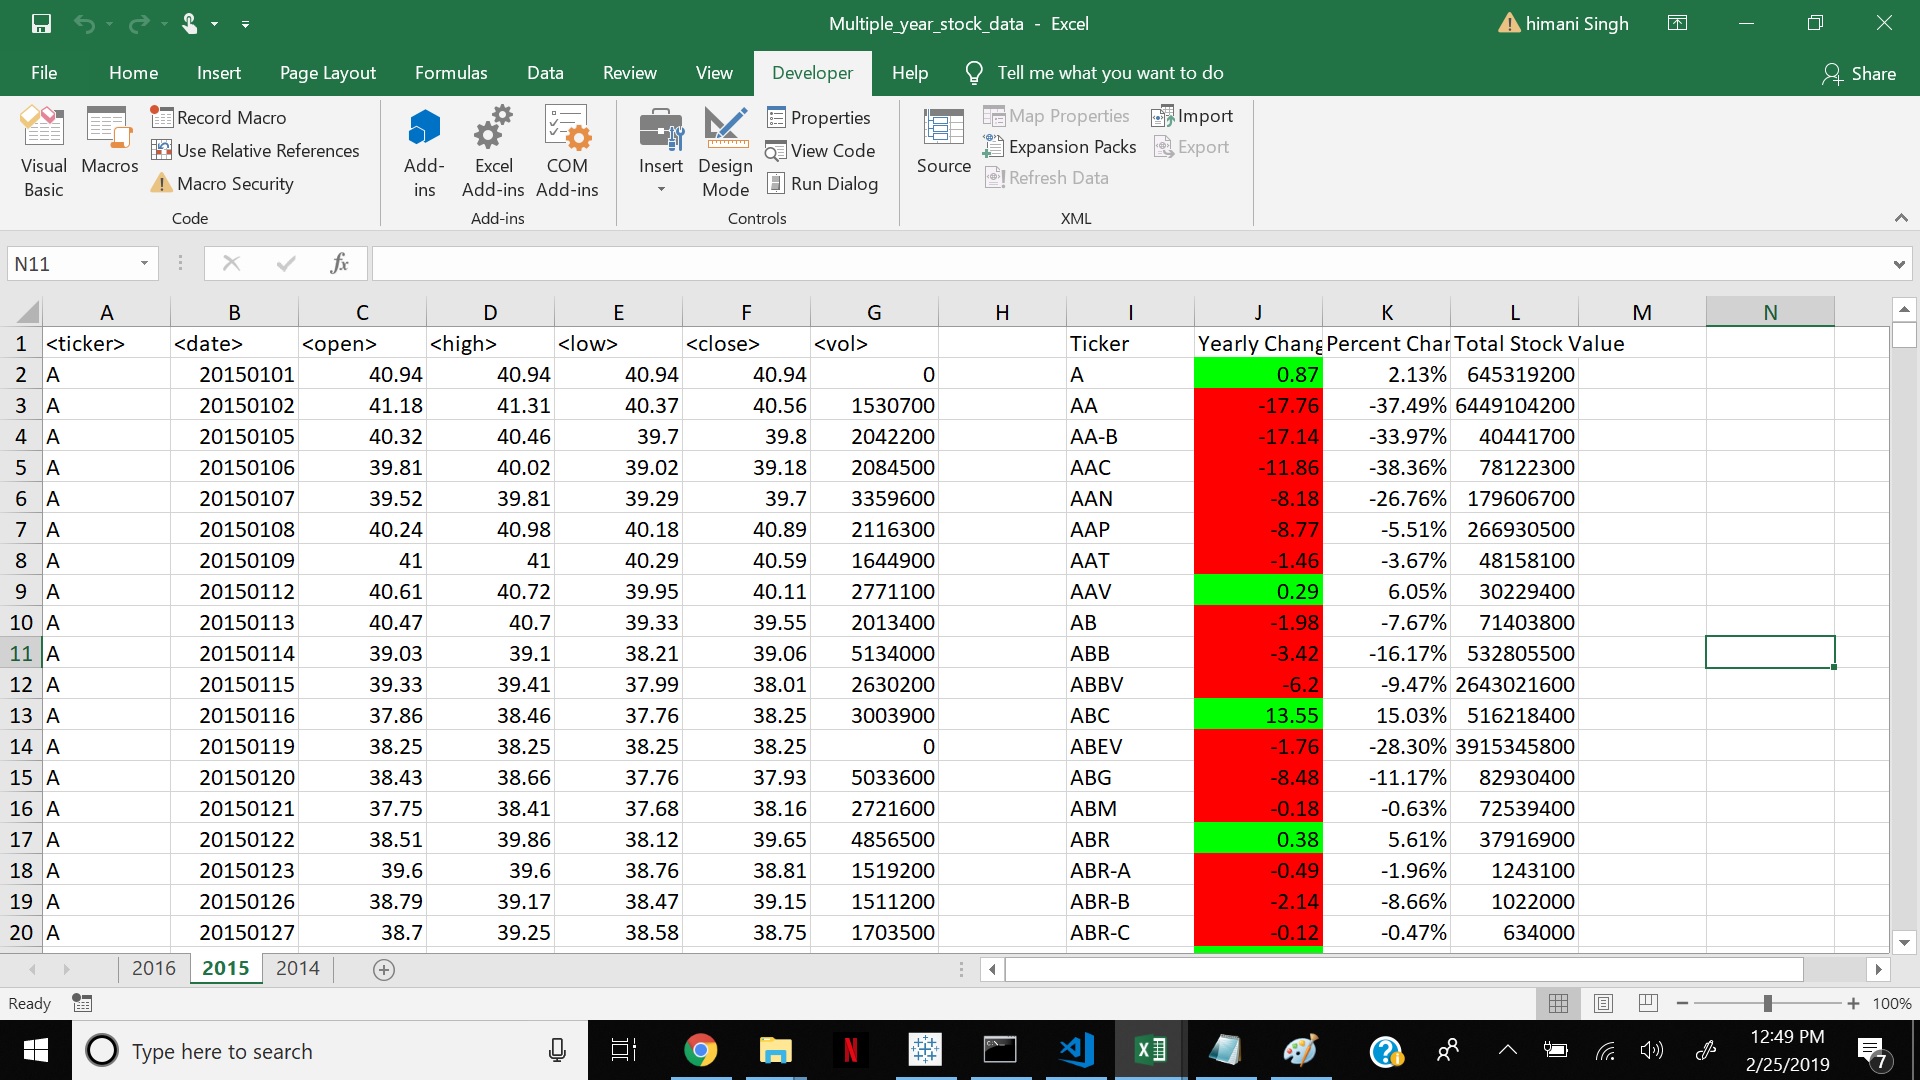 Multiple_year_stock_data - Excel
himani Singh
File Home Insert Page Layout Formulas Data Review View Developer Help Tell me what you want to do Share
Visual Basic
Macros
Record Macro
Use Relative References
Macro Security
Code
Add-ins
Excel Add-ins
COM Add-ins
Add-ins
Insert
Design Mode
Properties
View Code
Run Dialog
Controls
Source
Map Properties
Expansion Packs
Refresh Data
Import
Export
XML
N11
fx
A B C D E F G H I J K L M N
1 <ticker> <date> <open> <high> <low> <close> <vol> Ticker Yearly Chang Percent Char Total Stock Value
2 A 20150101 40.94 40.94 40.94 40.94 0 A 0.87 2.13% 645319200
3 A 20150102 41.18 41.31 40.37 40.56 1530700 AA -17.76 -37.49% 6449104200
4 A 20150105 40.32 40.46 39.7 39.8 2042200 AA-B -17.14 -33.97% 40441700
5 A 20150106 39.81 40.02 39.02 39.18 2084500 AAC -11.86 -38.36% 78122300
6 A 20150107 39.52 39.81 39.29 39.7 3359600 AAN -8.18 -26.76% 179606700
7 A 20150108 40.24 40.98 40.18 40.89 2116300 AAP -8.77 -5.51% 266930500
8 A 20150109 41 41 40.29 40.59 1644900 AAT -1.46 -3.67% 48158100
9 A 20150112 40.61 40.72 39.95 40.11 2771100 AAV 0.29 6.05% 30229400
10 A 20150113 40.47 40.7 39.33 39.55 2013400 AB -1.98 -7.67% 71403800
11 A 20150114 39.03 39.1 38.21 39.06 5134000 ABB -3.42 -16.17% 532805500
12 A 20150115 39.33 39.41 37.99 38.01 2630200 ABBV -6.2 -9.47% 2643021600
13 A 20150116 37.86 38.46 37.76 38.25 3003900 ABC 13.55 15.03% 516218400
14 A 20150119 38.25 38.25 38.25 38.25 0 ABEV -1.76 -28.30% 3915345800
15 A 20150120 38.43 38.66 37.76 37.93 5033600 ABG -8.48 -11.17% 82930400
16 A 20150121 37.75 38.41 37.68 38.16 2721600 ABM -0.18 -0.63% 72539400
17 A 20150122 38.51 39.86 38.12 39.65 4856500 ABR 0.38 5.61% 37916900
18 A 20150123 39.6 39.6 38.76 38.81 1519200 ABR-A -0.49 -1.96% 1243100
19 A 20150126 38.79 39.17 38.47 39.15 1511200 ABR-B -2.14 -8.66% 1022000
20 A 20150127 38.7 39.25 38.58 38.75 1703500 ABR-C -0.12 -0.47% 634000
2016 2015 2014
Ready
100%
Type here to search
12:49 PM
2/25/2019
7